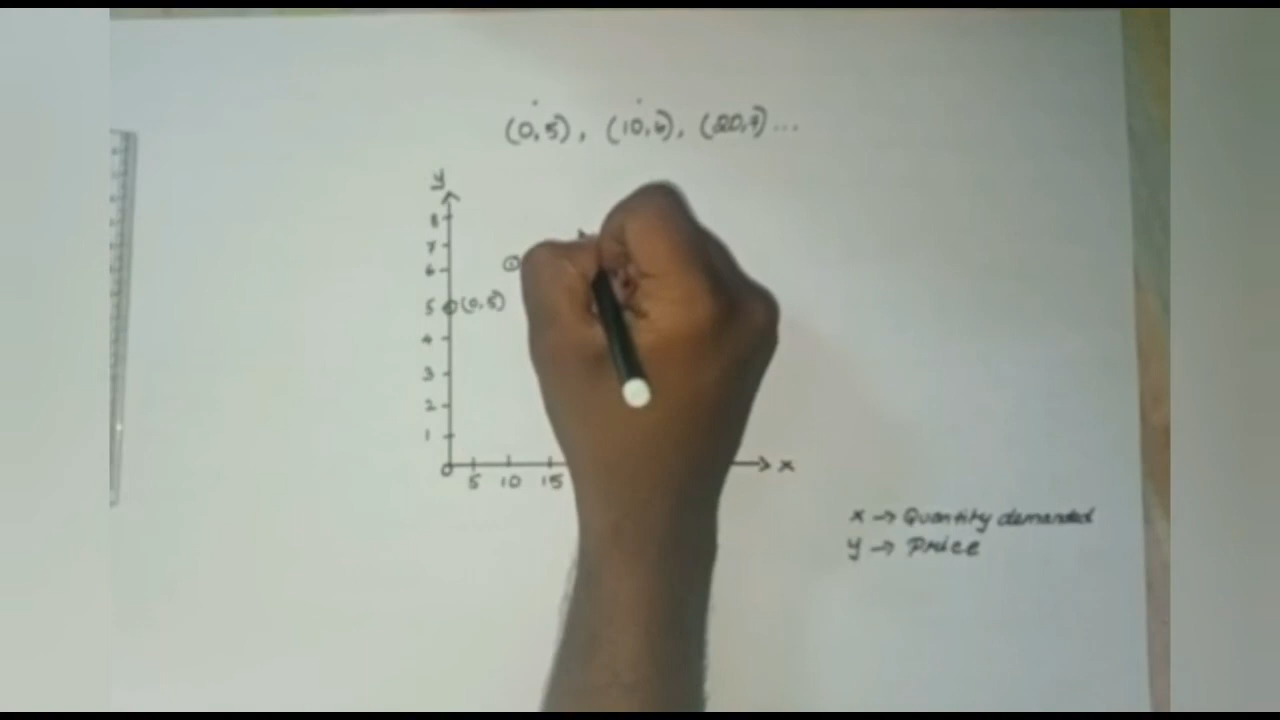 (0,5), (10,6), (20,7)...
y
8
7
6
5 (0,5)
4
3
2
1
0 5 10 15 x
x → Quantity demanded
y → Price